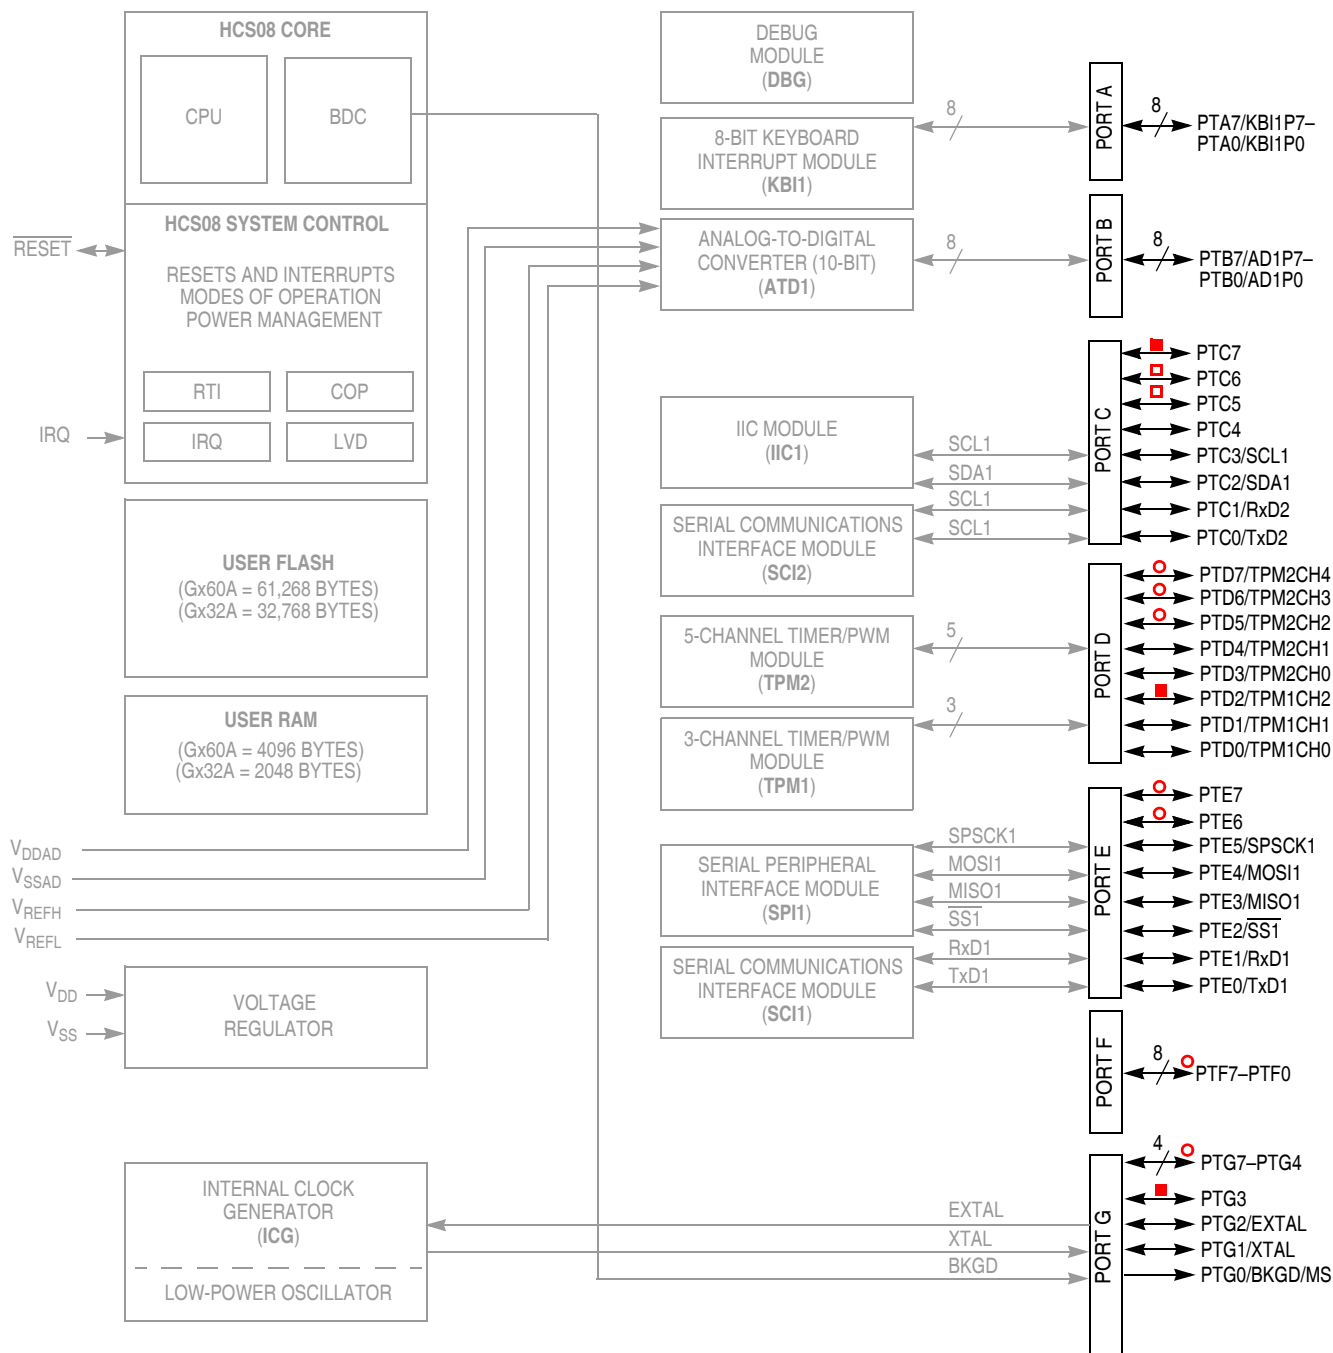 HCS08 CORE
CPU
BDC
HCS08 SYSTEM CONTROL
RESETS AND INTERRUPTS
MODES OF OPERATION
POWER MANAGEMENT
RTI
COP
IRQ
LVD
RESET
IRQ
USER FLASH
(Gx60A = 61,268 BYTES)
(Gx32A = 32,768 BYTES)
USER RAM
(Gx60A = 4096 BYTES)
(Gx32A = 2048 BYTES)
VDDAD
VSSAD
VREFH
VREFL
VDD
VSS
VOLTAGE
REGULATOR
INTERNAL CLOCK
GENERATOR
(ICG)
LOW-POWER OSCILLATOR
DEBUG
MODULE
(DBG)
8-BIT KEYBOARD
INTERRUPT MODULE
(KBI1)
8
ANALOG-TO-DIGITAL
CONVERTER (10-BIT)
(ATD1)
8
IIC MODULE
(IIC1)
SCL1
SDA1
SCL1
SCL1
SERIAL COMMUNICATIONS
INTERFACE MODULE
(SCI2)
5-CHANNEL TIMER/PWM
MODULE
(TPM2)
5
3-CHANNEL TIMER/PWM
MODULE
(TPM1)
3
SERIAL PERIPHERAL
INTERFACE MODULE
(SPI1)
SPSCK1
MOSI1
MISO1
SS1
RxD1
TxD1
SERIAL COMMUNICATIONS
INTERFACE MODULE
(SCI1)
EXTAL
XTAL
BKGD
PORT A
8
PTA7/KBI1P7–
PTA0/KBI1P0
PORT B
8
PTB7/AD1P7–
PTB0/AD1P0
PORT C
PTC7
PTC6
PTC5
PTC4
PTC3/SCL1
PTC2/SDA1
PTC1/RxD2
PTC0/TxD2
PORT D
PTD7/TPM2CH4
PTD6/TPM2CH3
PTD5/TPM2CH2
PTD4/TPM2CH1
PTD3/TPM2CH0
PTD2/TPM1CH2
PTD1/TPM1CH1
PTD0/TPM1CH0
PORT E
PTE7
PTE6
PTE5/SPSCK1
PTE4/MOSI1
PTE3/MISO1
PTE2/SS1
PTE1/RxD1
PTE0/TxD1
PORT F
8
PTF7–PTF0
PORT G
4
PTG7–PTG4
PTG3
PTG2/EXTAL
PTG1/XTAL
PTG0/BKGD/MS